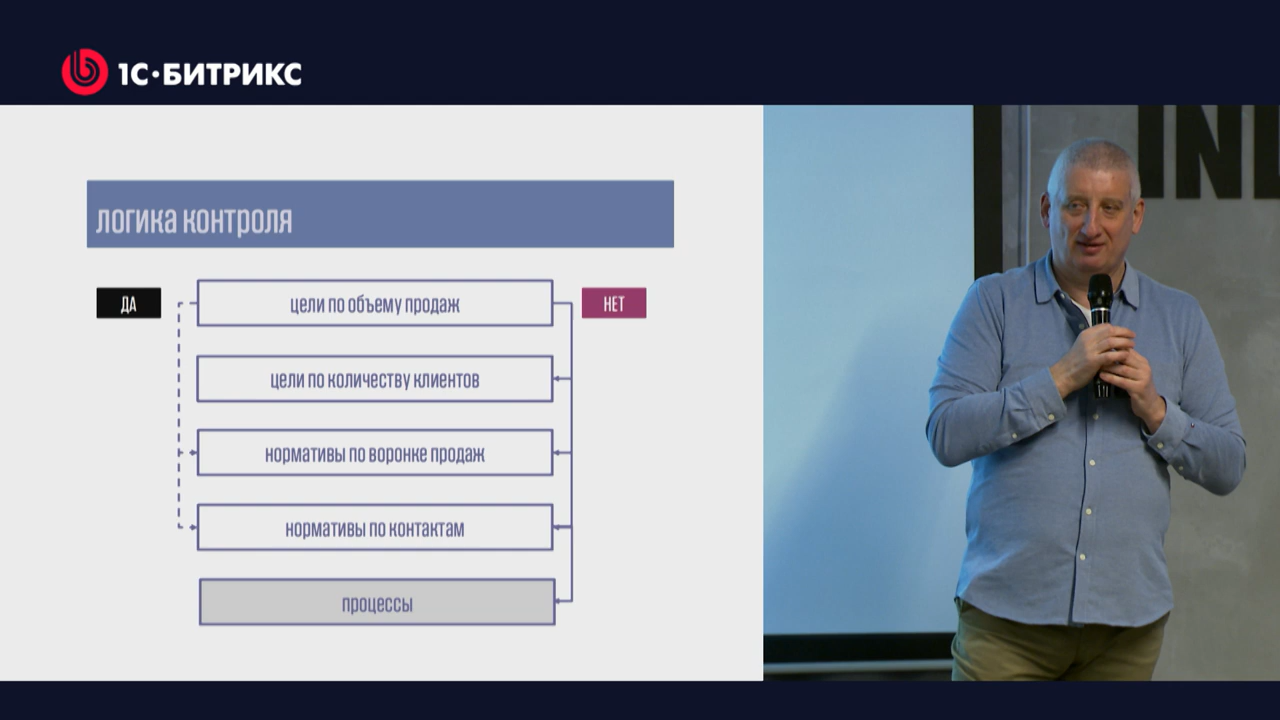 1С·БИТРИКС
логика контроля
ДА
цели по объему продаж
НЕТ
цели по количеству клиентов
нормативы по воронке продаж
нормативы по контактам
процессы